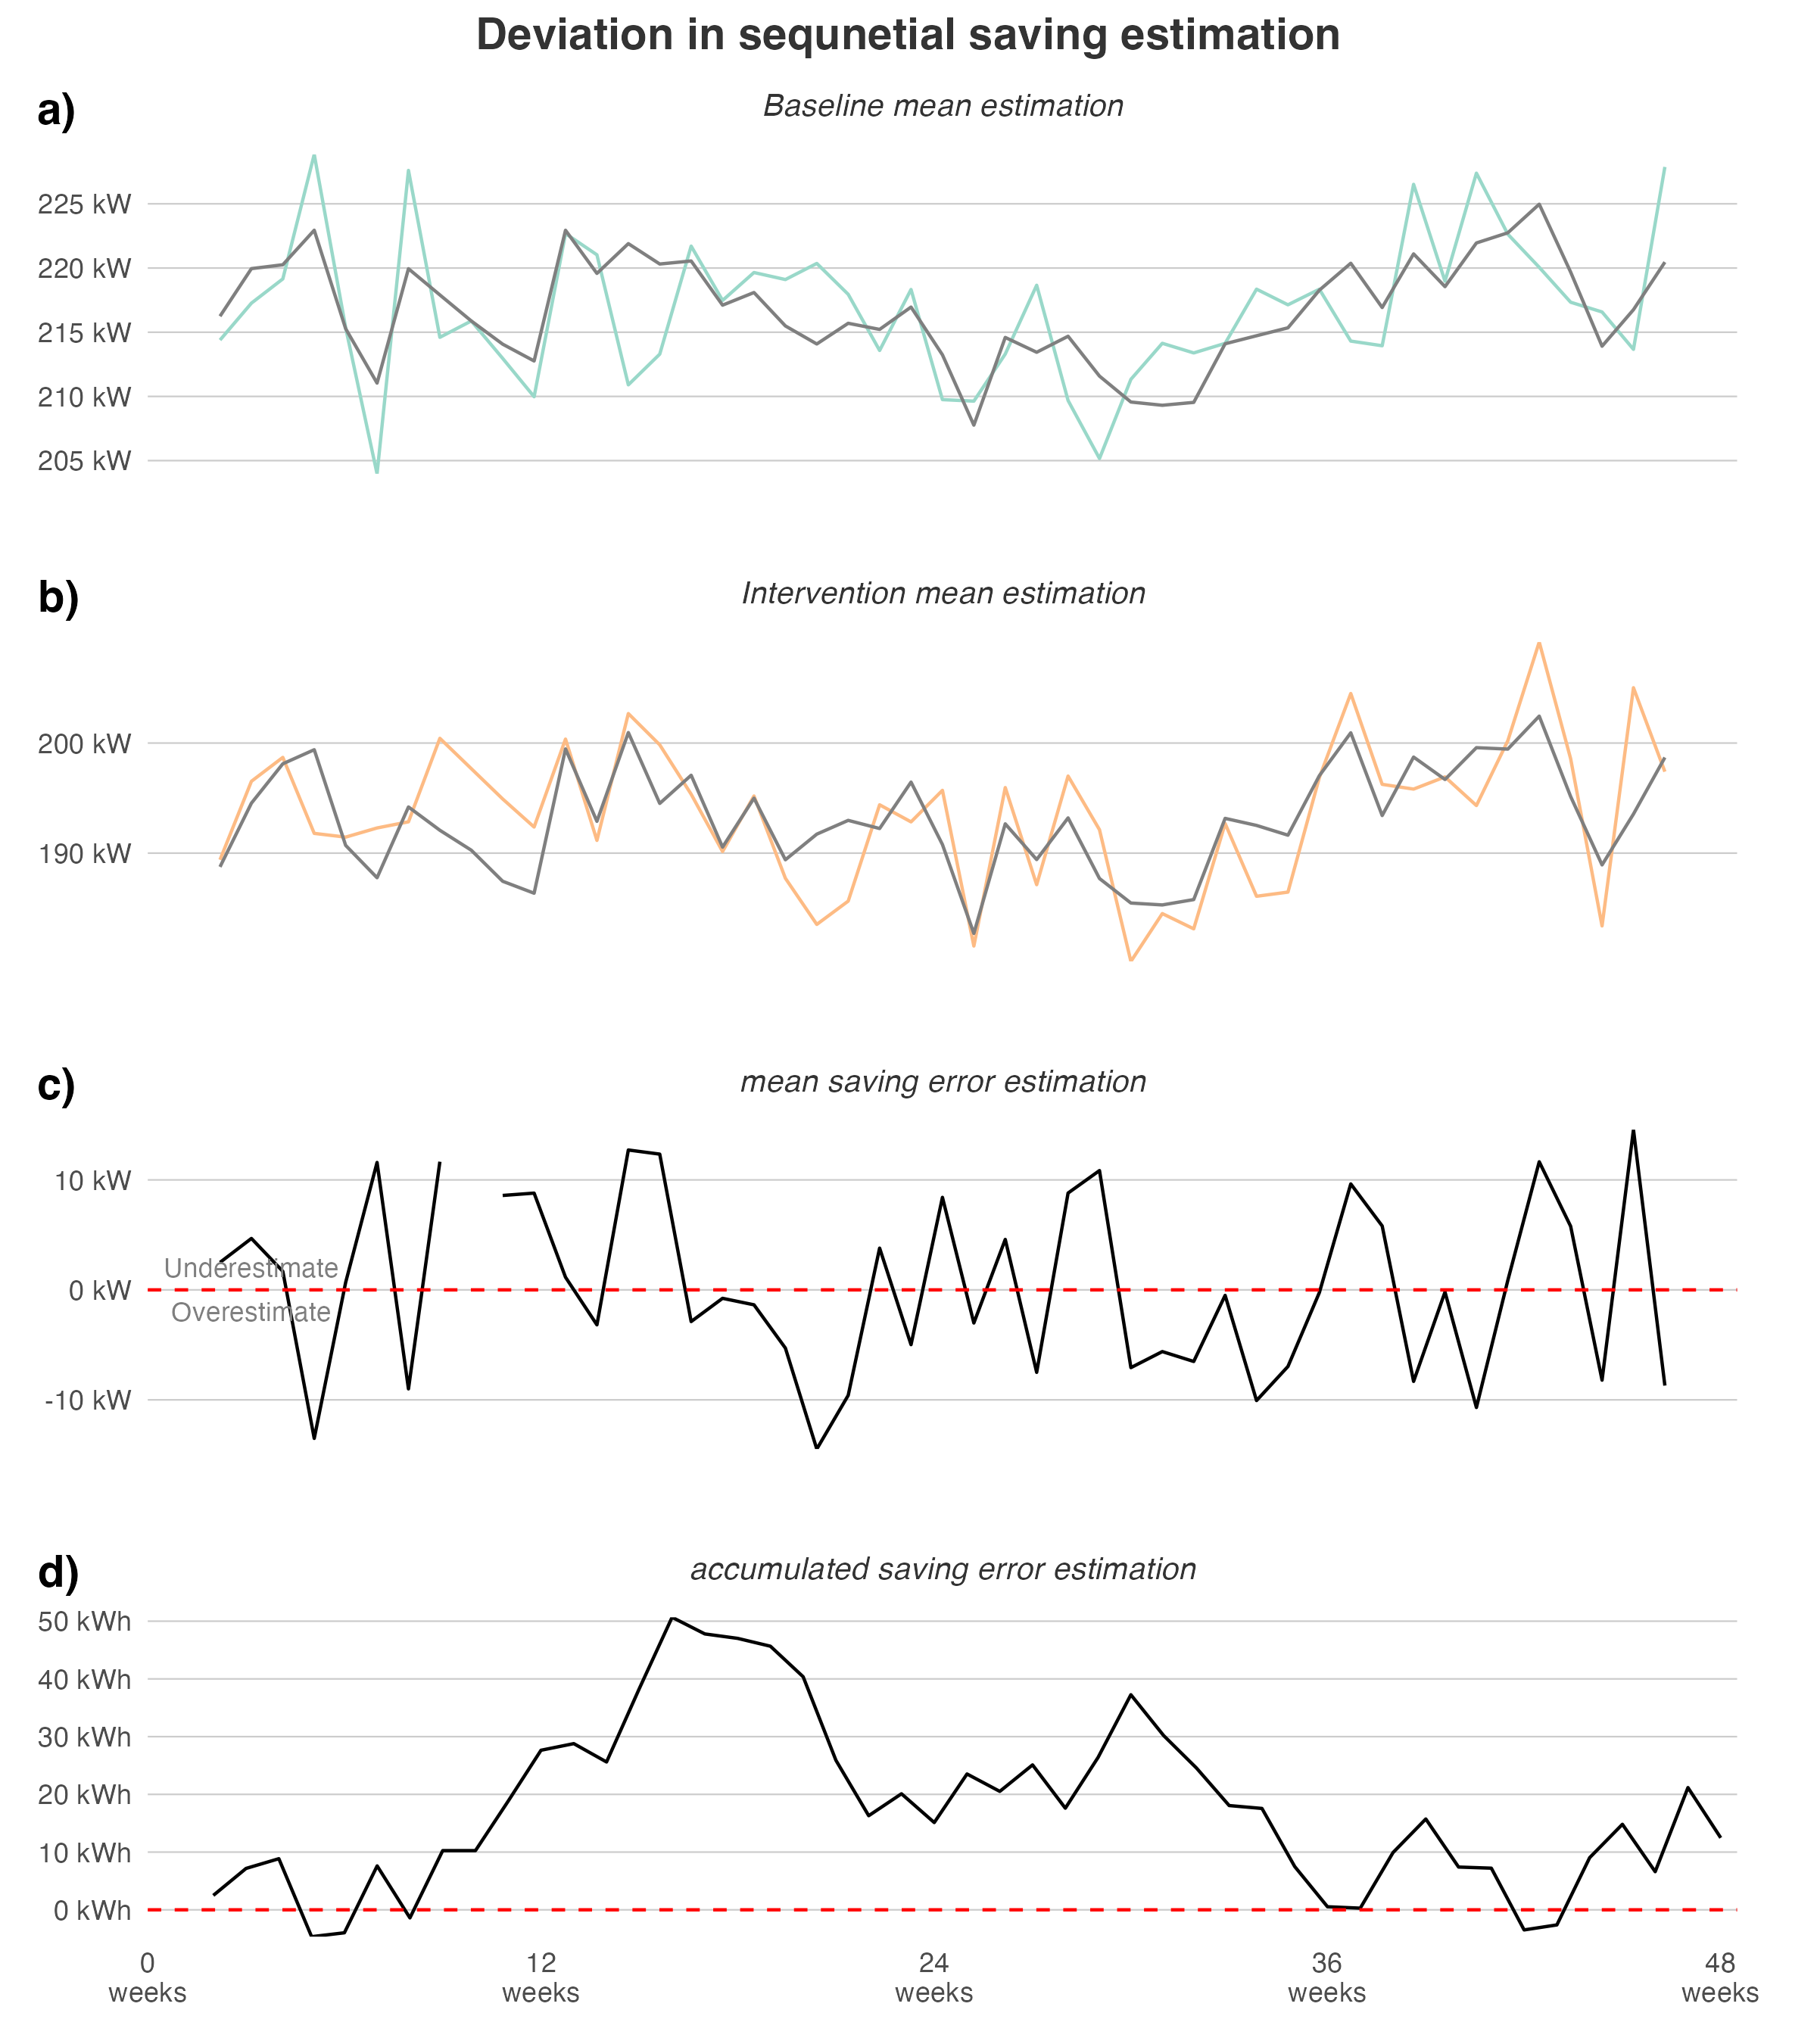 Deviation in sequnetial saving estimation
a)
Baseline mean estimation
225 kW
220 kW
215 kW
210 kW
205 kW
b)
Intervention mean estimation
200 kW
190 kW
c)
mean saving error estimation
10 kW
Underestimate
0 kW
Overestimate
-10 kW
d)
accumulated saving error estimation
50 kWh
40 kWh
30 kWh
20 kWh
10 kWh
0 kWh
0 12 24 36 48
weeks weeks weeks weeks weeks